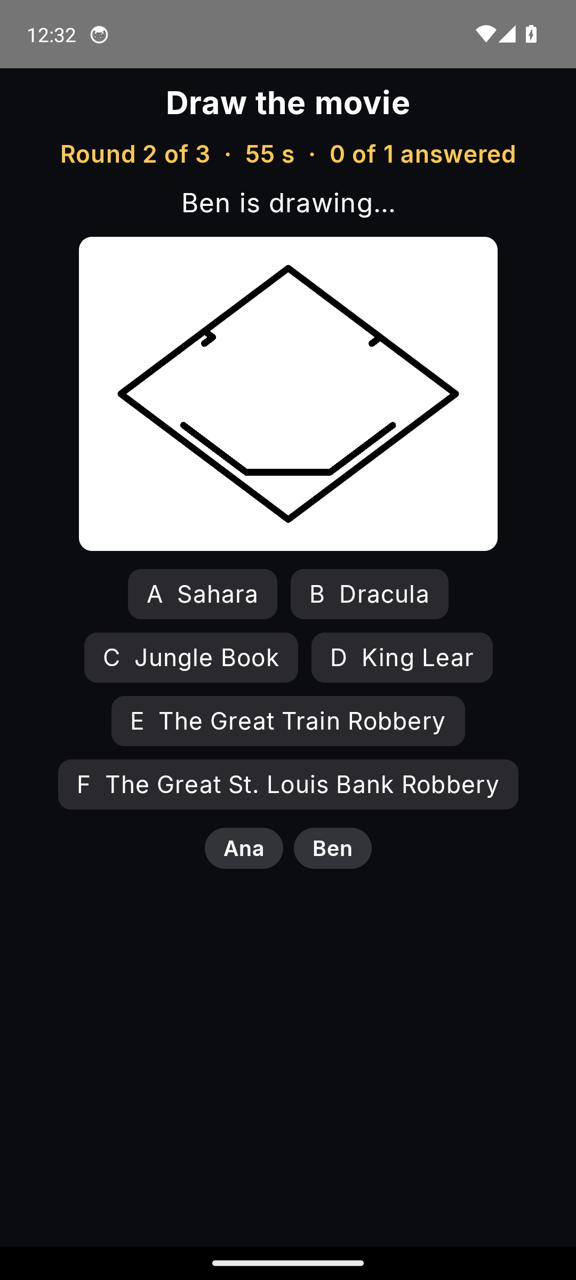 12:32
Draw the movie
Round 2 of 3 · 55 s · 0 of 1 answered
Ben is drawing...
A Sahara
B Dracula
C Jungle Book
D King Lear
E The Great Train Robbery
F The Great St. Louis Bank Robbery
Ana
Ben